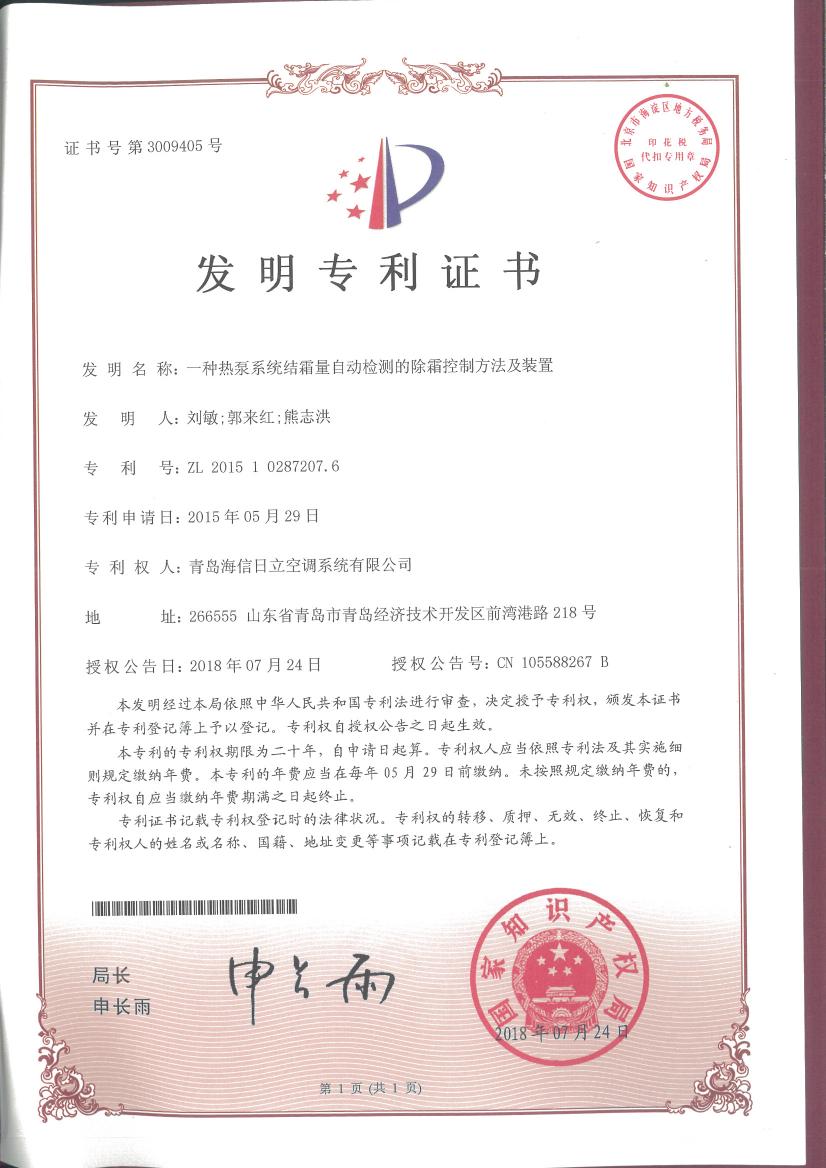 证书号第3009405号
北京市海淀区地方税务局
印花税
代扣专用章
国家知识产权局
发明专利证书
发明名称：一种热泵系统结霜量自动检测的除霜控制方法及装置
发明人：刘敏;郭来红;熊志洪
专利号：ZL 2015 1 0287207.6
专利申请日：2015年05月29日
专利权人：青岛海信日立空调系统有限公司
地址：266555 山东省青岛市青岛经济技术开发区前湾港路218号
授权公告日：2018年07月24日 授权公告号：CN 105588267 B
本发明经过本局依照中华人民共和国专利法进行审查，决定授予专利权，颁发本证书
并在专利登记簿上予以登记。专利权自授权公告之日起生效。
本专利的专利权期限为二十年，自申请日起算。专利权人应当依照专利法及其实施细
则规定缴纳年费。本专利的年费应当在每年05月29日前缴纳。未按照规定缴纳年费的，
专利权自应当缴纳年费期满之日起终止。
专利证书记载专利权登记时的法律状况。专利权的转移、质押、无效、终止、恢复和
专利权人的姓名或名称、国籍、地址变更等事项记载在专利登记簿上。
局长
申长雨
申长雨
国家知识产权局
2018年07月24日
第 1 页 (共 1 页)